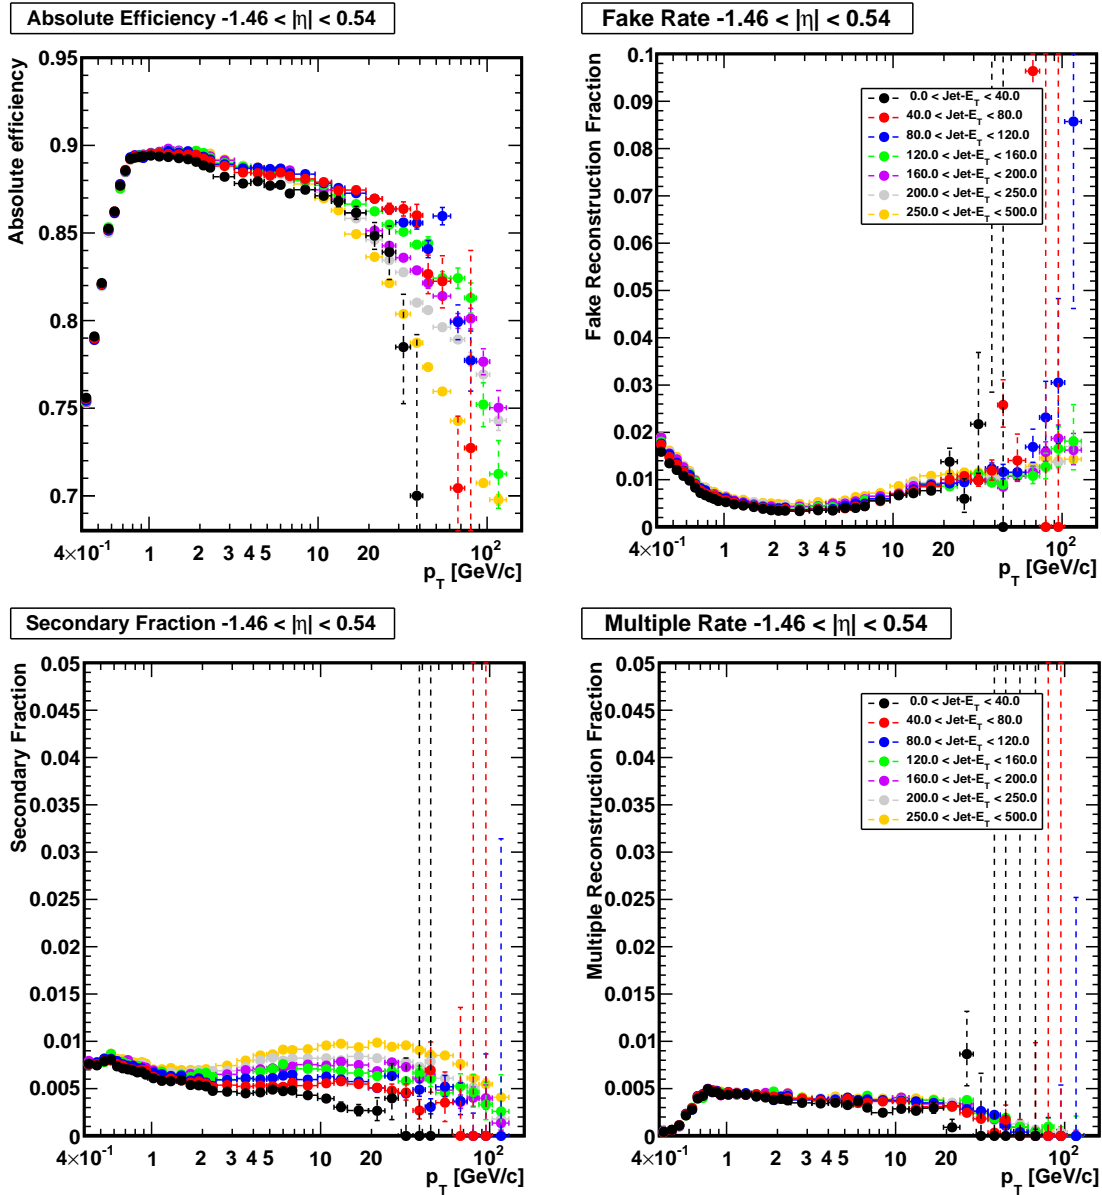 Absolute Efficiency -1.46 < |η| < 0.54
Absolute efficiency
0.95
0.9
0.85
0.8
0.75
0.7
4×10⁻¹ 1 2 3 4 5 10 20 10²
p_T [GeV/c]
Fake Rate -1.46 < |η| < 0.54
Fake Reconstruction Fraction
0.1
0.09
0.08
0.07
0.06
0.05
0.04
0.03
0.02
0.01
0
0.0 < Jet-E_T < 40.0
40.0 < Jet-E_T < 80.0
80.0 < Jet-E_T < 120.0
120.0 < Jet-E_T < 160.0
160.0 < Jet-E_T < 200.0
200.0 < Jet-E_T < 250.0
250.0 < Jet-E_T < 500.0
4×10⁻¹ 1 2 3 4 5 10 20 10²
p_T [GeV/c]
Secondary Fraction -1.46 < |η| < 0.54
Secondary Fraction
0.05
0.045
0.04
0.035
0.03
0.025
0.02
0.015
0.01
0.005
0
4×10⁻¹ 1 2 3 4 5 10 20 10²
p_T [GeV/c]
Multiple Rate -1.46 < |η| < 0.54
Multiple Reconstruction Fraction
0.05
0.045
0.04
0.035
0.03
0.025
0.02
0.015
0.01
0.005
0
0.0 < Jet-E_T < 40.0
40.0 < Jet-E_T < 80.0
80.0 < Jet-E_T < 120.0
120.0 < Jet-E_T < 160.0
160.0 < Jet-E_T < 200.0
200.0 < Jet-E_T < 250.0
250.0 < Jet-E_T < 500.0
4×10⁻¹ 1 2 3 4 5 10 20 10²
p_T [GeV/c]